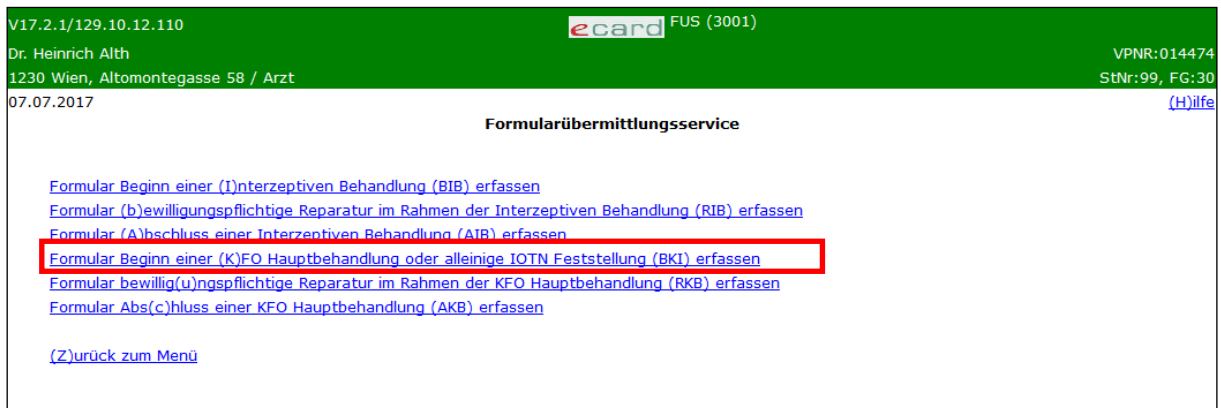 V17.2.1/129.10.12.110 ecard FUS (3001)
Dr. Heinrich Alth VPNR:014474
1230 Wien, Altomontegasse 58 / Arzt StNr:99, FG:30
07.07.2017 (H)ilfe
Formularübermittlungsservice
Formular Beginn einer (I)nterzeptiven Behandlung (BIB) erfassen
Formular (b)ewilligungspflichtige Reparatur im Rahmen der Interzeptiven Behandlung (RIB) erfassen
Formular (A)bschluss einer Interzeptiven Behandlung (AIB) erfassen
Formular Beginn einer (K)FO Hauptbehandlung oder alleinige IOTN Feststellung (BKI) erfassen
Formular bewillig(u)ngspflichtige Reparatur im Rahmen der KFO Hauptbehandlung (RKB) erfassen
Formular Abs(c)hluss einer KFO Hauptbehandlung (AKB) erfassen
(Z)urück zum Menü